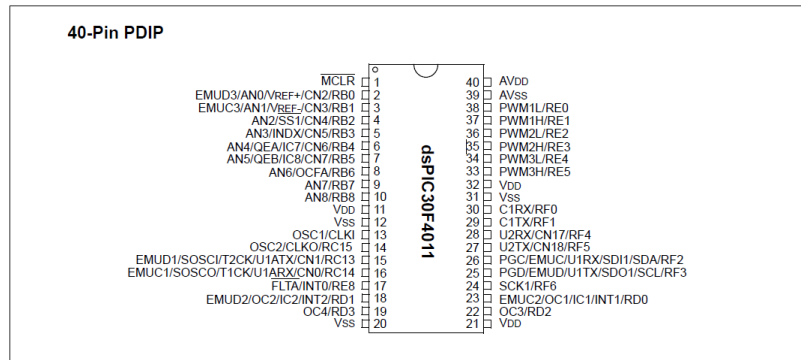 40-Pin PDIP
MCLR 1 40 AVDD
EMUD3/AN0/VREF+/CN2/RB0 2 39 AVSS
EMUC3/AN1/VREF-/CN3/RB1 3 38 PWM1L/RE0
AN2/SS1/CN4/RB2 4 37 PWM1H/RE1
AN3/INDX/CN5/RB3 5 36 PWM2L/RE2
AN4/QEA/IC7/CN6/RB4 6 35 PWM2H/RE3
AN5/QEB/IC8/CN7/RB5 7 34 PWM3L/RE4
AN6/OCFA/RB6 8 33 PWM3H/RE5
AN7/RB7 9 32 VDD
AN8/RB8 10 31 VSS
VDD 11 30 C1RX/RF0
VSS 12 29 C1TX/RF1
OSC1/CLKI 13 28 U2RX/CN17/RF4
OSC2/CLKO/RC15 14 27 U2TX/CN18/RF5
EMUD1/SOSCI/T2CK/U1ATX/CN1/RC13 15 26 PGC/EMUC/U1RX/SDI1/SDA/RF2
EMUC1/SOSCO/T1CK/U1ARX/CN0/RC14 16 25 PGD/EMUD/U1TX/SDO1/SCL/RF3
FLTA/INT0/RE8 17 24 SCK1/RF6
EMUD2/OC2/IC2/INT2/RD1 18 23 EMUC2/OC1/IC1/INT1/RD0
OC4/RD3 19 22 OC3/RD2
VSS 20 21 VDD
dsPIC30F4011